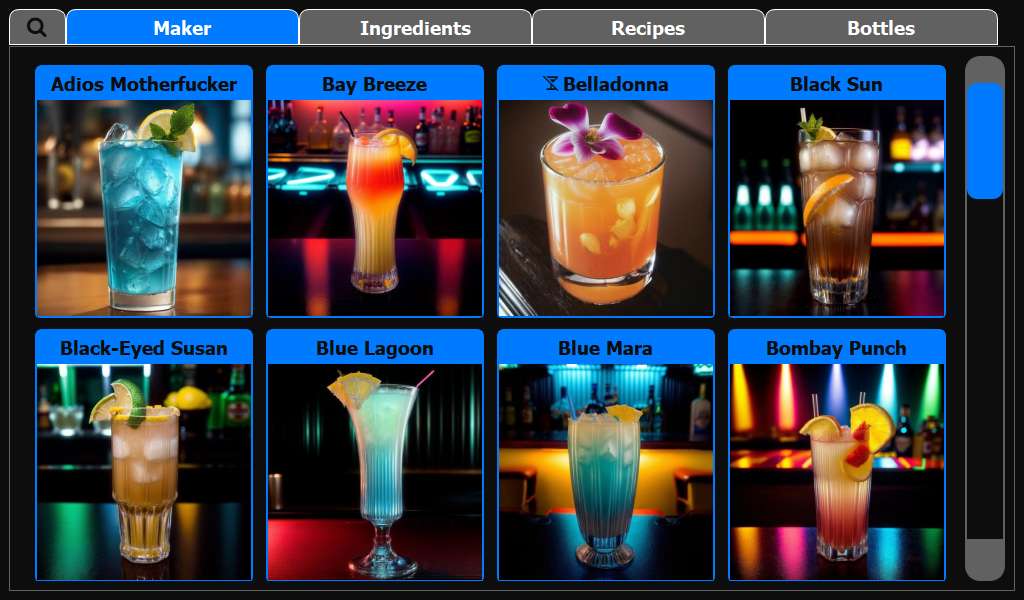 Maker
Ingredients
Recipes
Bottles
Adios Motherfucker
Bay Breeze
Belladonna
Black Sun
Black-Eyed Susan
Blue Lagoon
Blue Mara
Bombay Punch